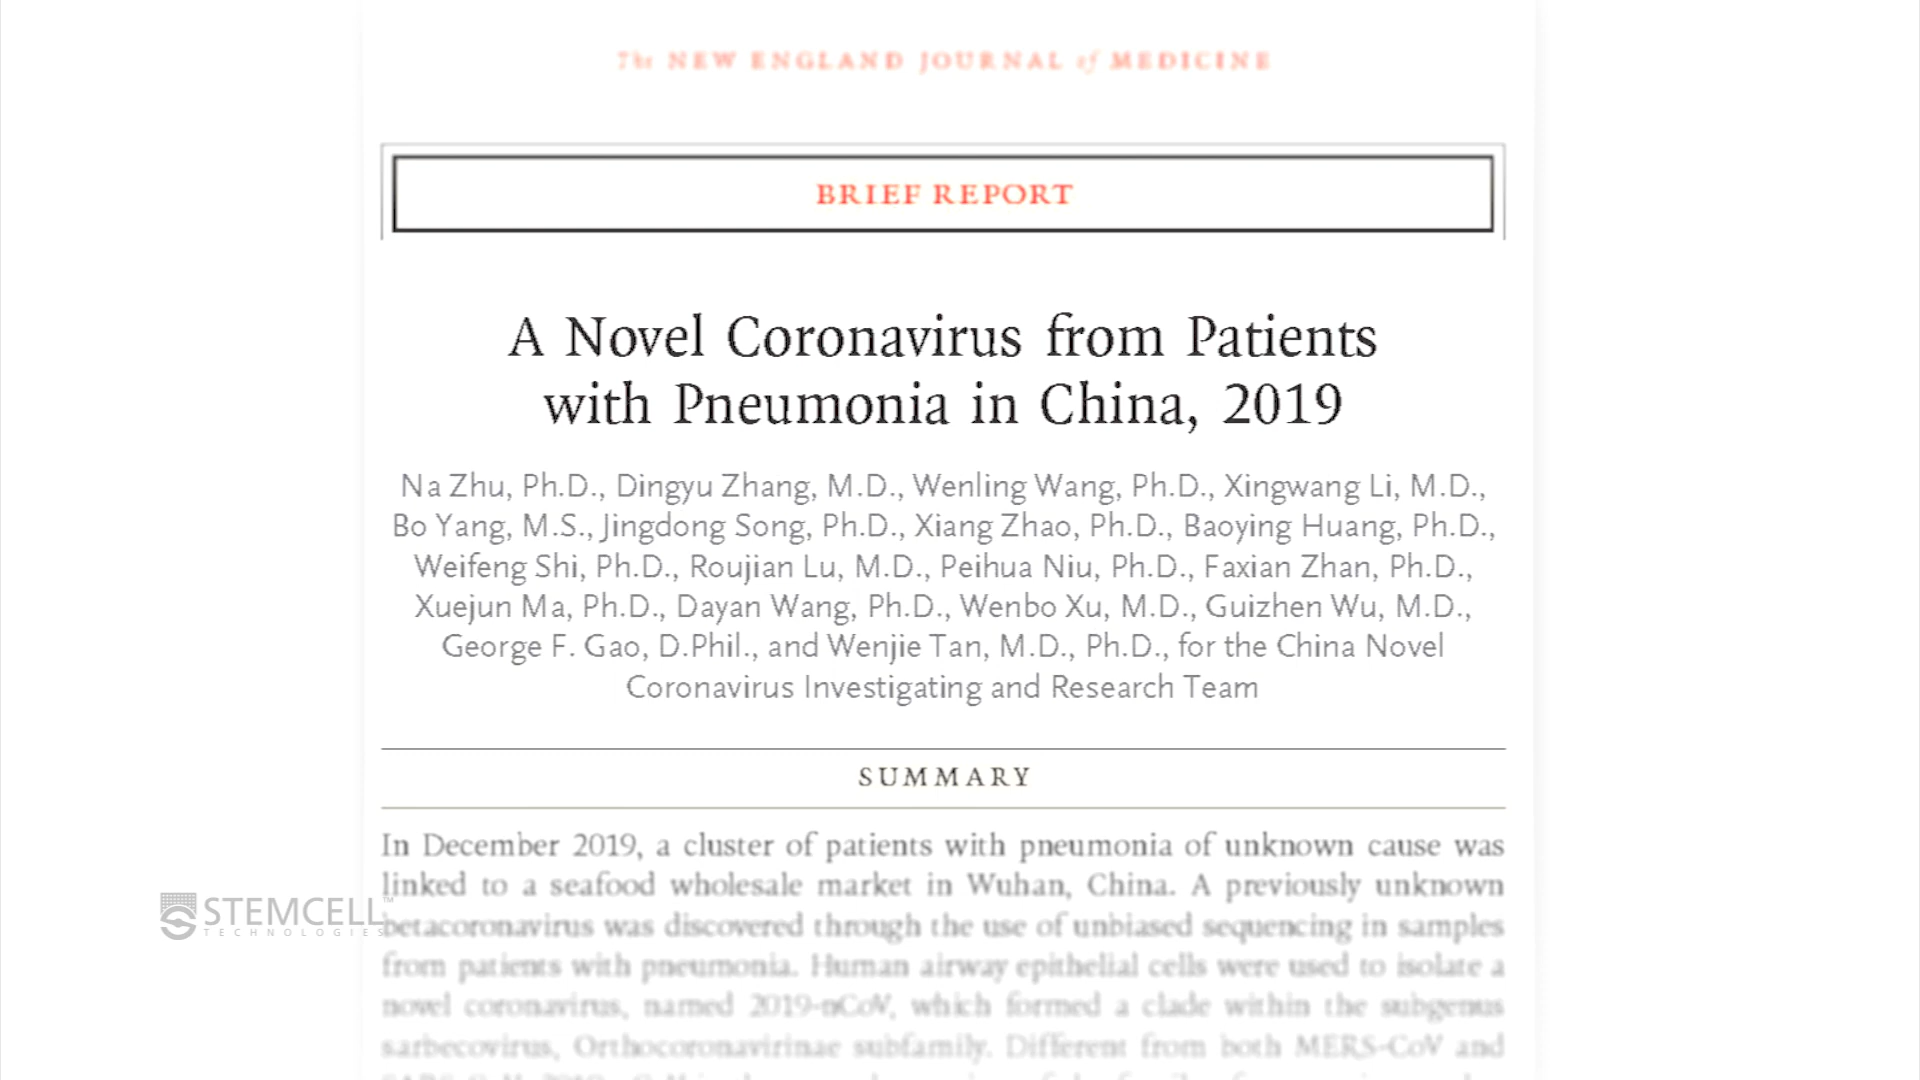 The NEW ENGLAND JOURNAL of MEDICINE
BRIEF REPORT
A Novel Coronavirus from Patients
with Pneumonia in China, 2019
Na Zhu, Ph.D., Dingyu Zhang, M.D., Wenling Wang, Ph.D., Xingwang Li, M.D.,
Bo Yang, M.S., Jingdong Song, Ph.D., Xiang Zhao, Ph.D., Baoying Huang, Ph.D.,
Weifeng Shi, Ph.D., Roujian Lu, M.D., Peihua Niu, Ph.D., Faxian Zhan, Ph.D.,
Xuejun Ma, Ph.D., Dayan Wang, Ph.D., Wenbo Xu, M.D., Guizhen Wu, M.D.,
George F. Gao, D.Phil., and Wenjie Tan, M.D., Ph.D., for the China Novel
Coronavirus Investigating and Research Team
SUMMARY
In December 2019, a cluster of patients with pneumonia of unknown cause was
linked to a seafood wholesale market in Wuhan, China. A previously unknown
betacoronavirus was discovered through the use of unbiased sequencing in samples
from patients with pneumonia. Human airway epithelial cells were used to isolate a
novel coronavirus, named 2019-nCoV, which formed a clade within the subgenus
sarbecovirus, Orthocoronavirinae subfamily. Different from both MERS-CoV and
STEMCELL™
TECHNOLOGIES